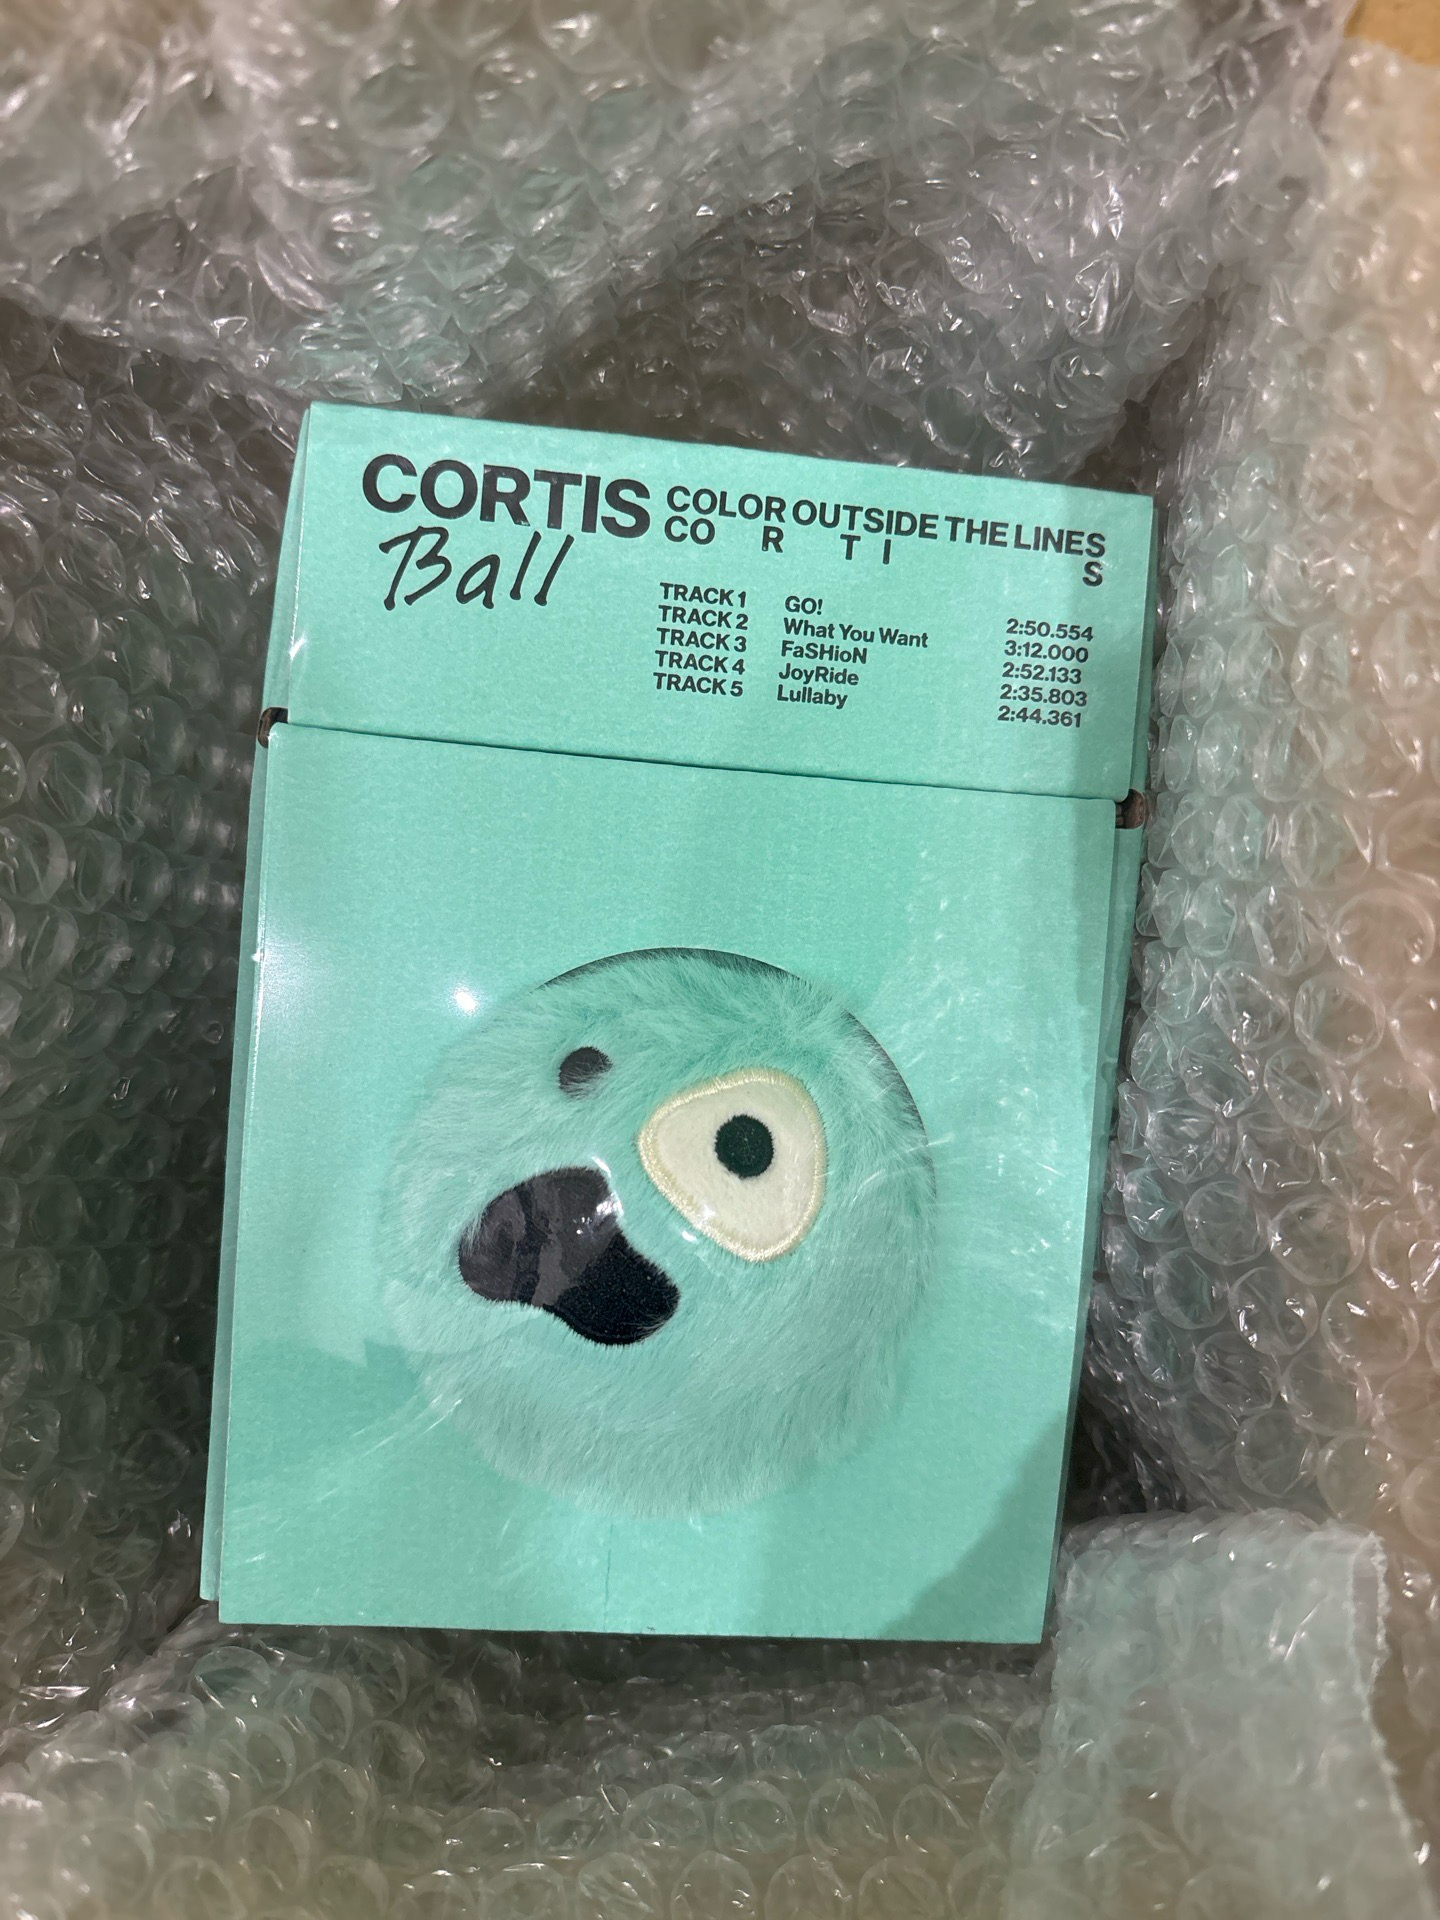 CORTIS
Ball
COLOR OUTSIDE THE LINES
CO R T I S
TRACK 1 GO! 2:50.554
TRACK 2 What You Want 3:12.000
TRACK 3 FaSHioN 2:52.133
TRACK 4 JoyRide 2:35.803
TRACK 5 Lullaby 2:44.361